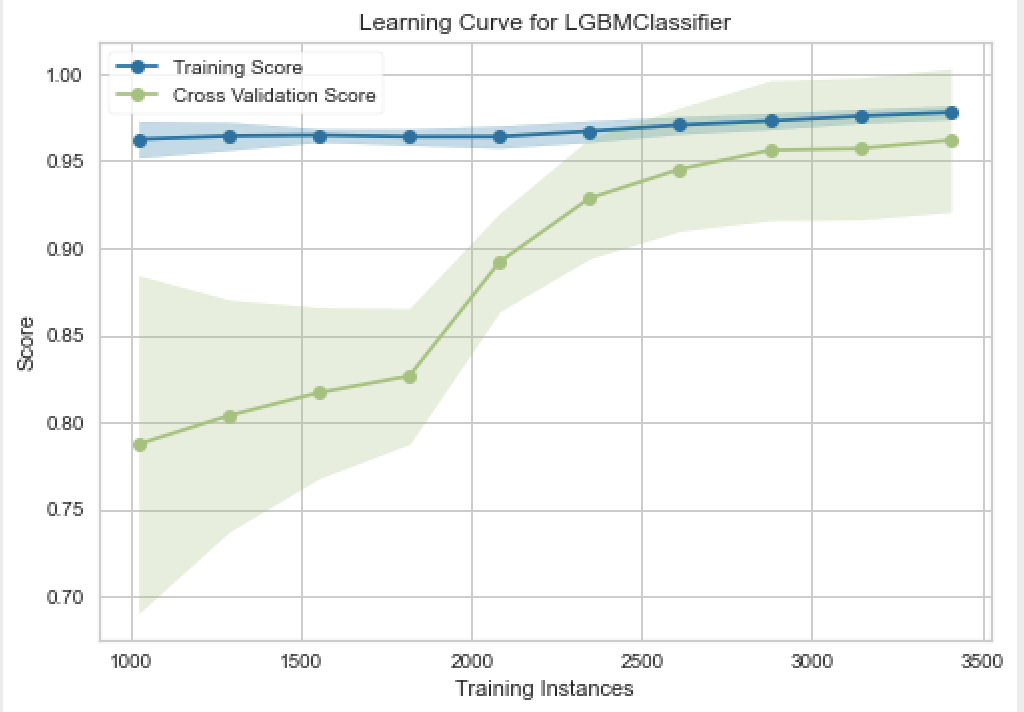 Learning Curve for LGBMClassifier
Training Score
Cross Validation Score
1.00
0.95
0.90
0.85
0.80
0.75
0.70
Score
1000 1500 2000 2500 3000 3500
Training Instances